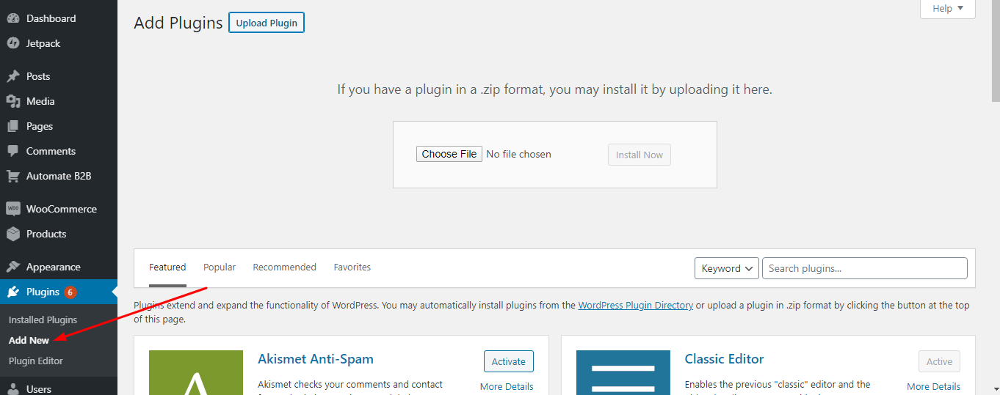 Dashboard
Jetpack
Posts
Media
Pages
Comments
Automate B2B
WOO WooCommerce
Products
Appearance
Plugins 6
Installed Plugins
Add New
Plugin Editor
Users
Add Plugins Upload Plugin
Help
If you have a plugin in a .zip format, you may install it by uploading it here.
Choose File No file chosen Install Now
Featured Popular Recommended Favorites Keyword Search plugins...
Plugins extend and expand the functionality of WordPress. You may automatically install plugins from the WordPress Plugin Directory or upload a plugin in .zip format by clicking the button at the top
of this page.
Akismet Anti-Spam
Activate
More Details
Akismet checks your comments and contact
Classic Editor
Active
More Details
Enables the previous "classic" editor and the